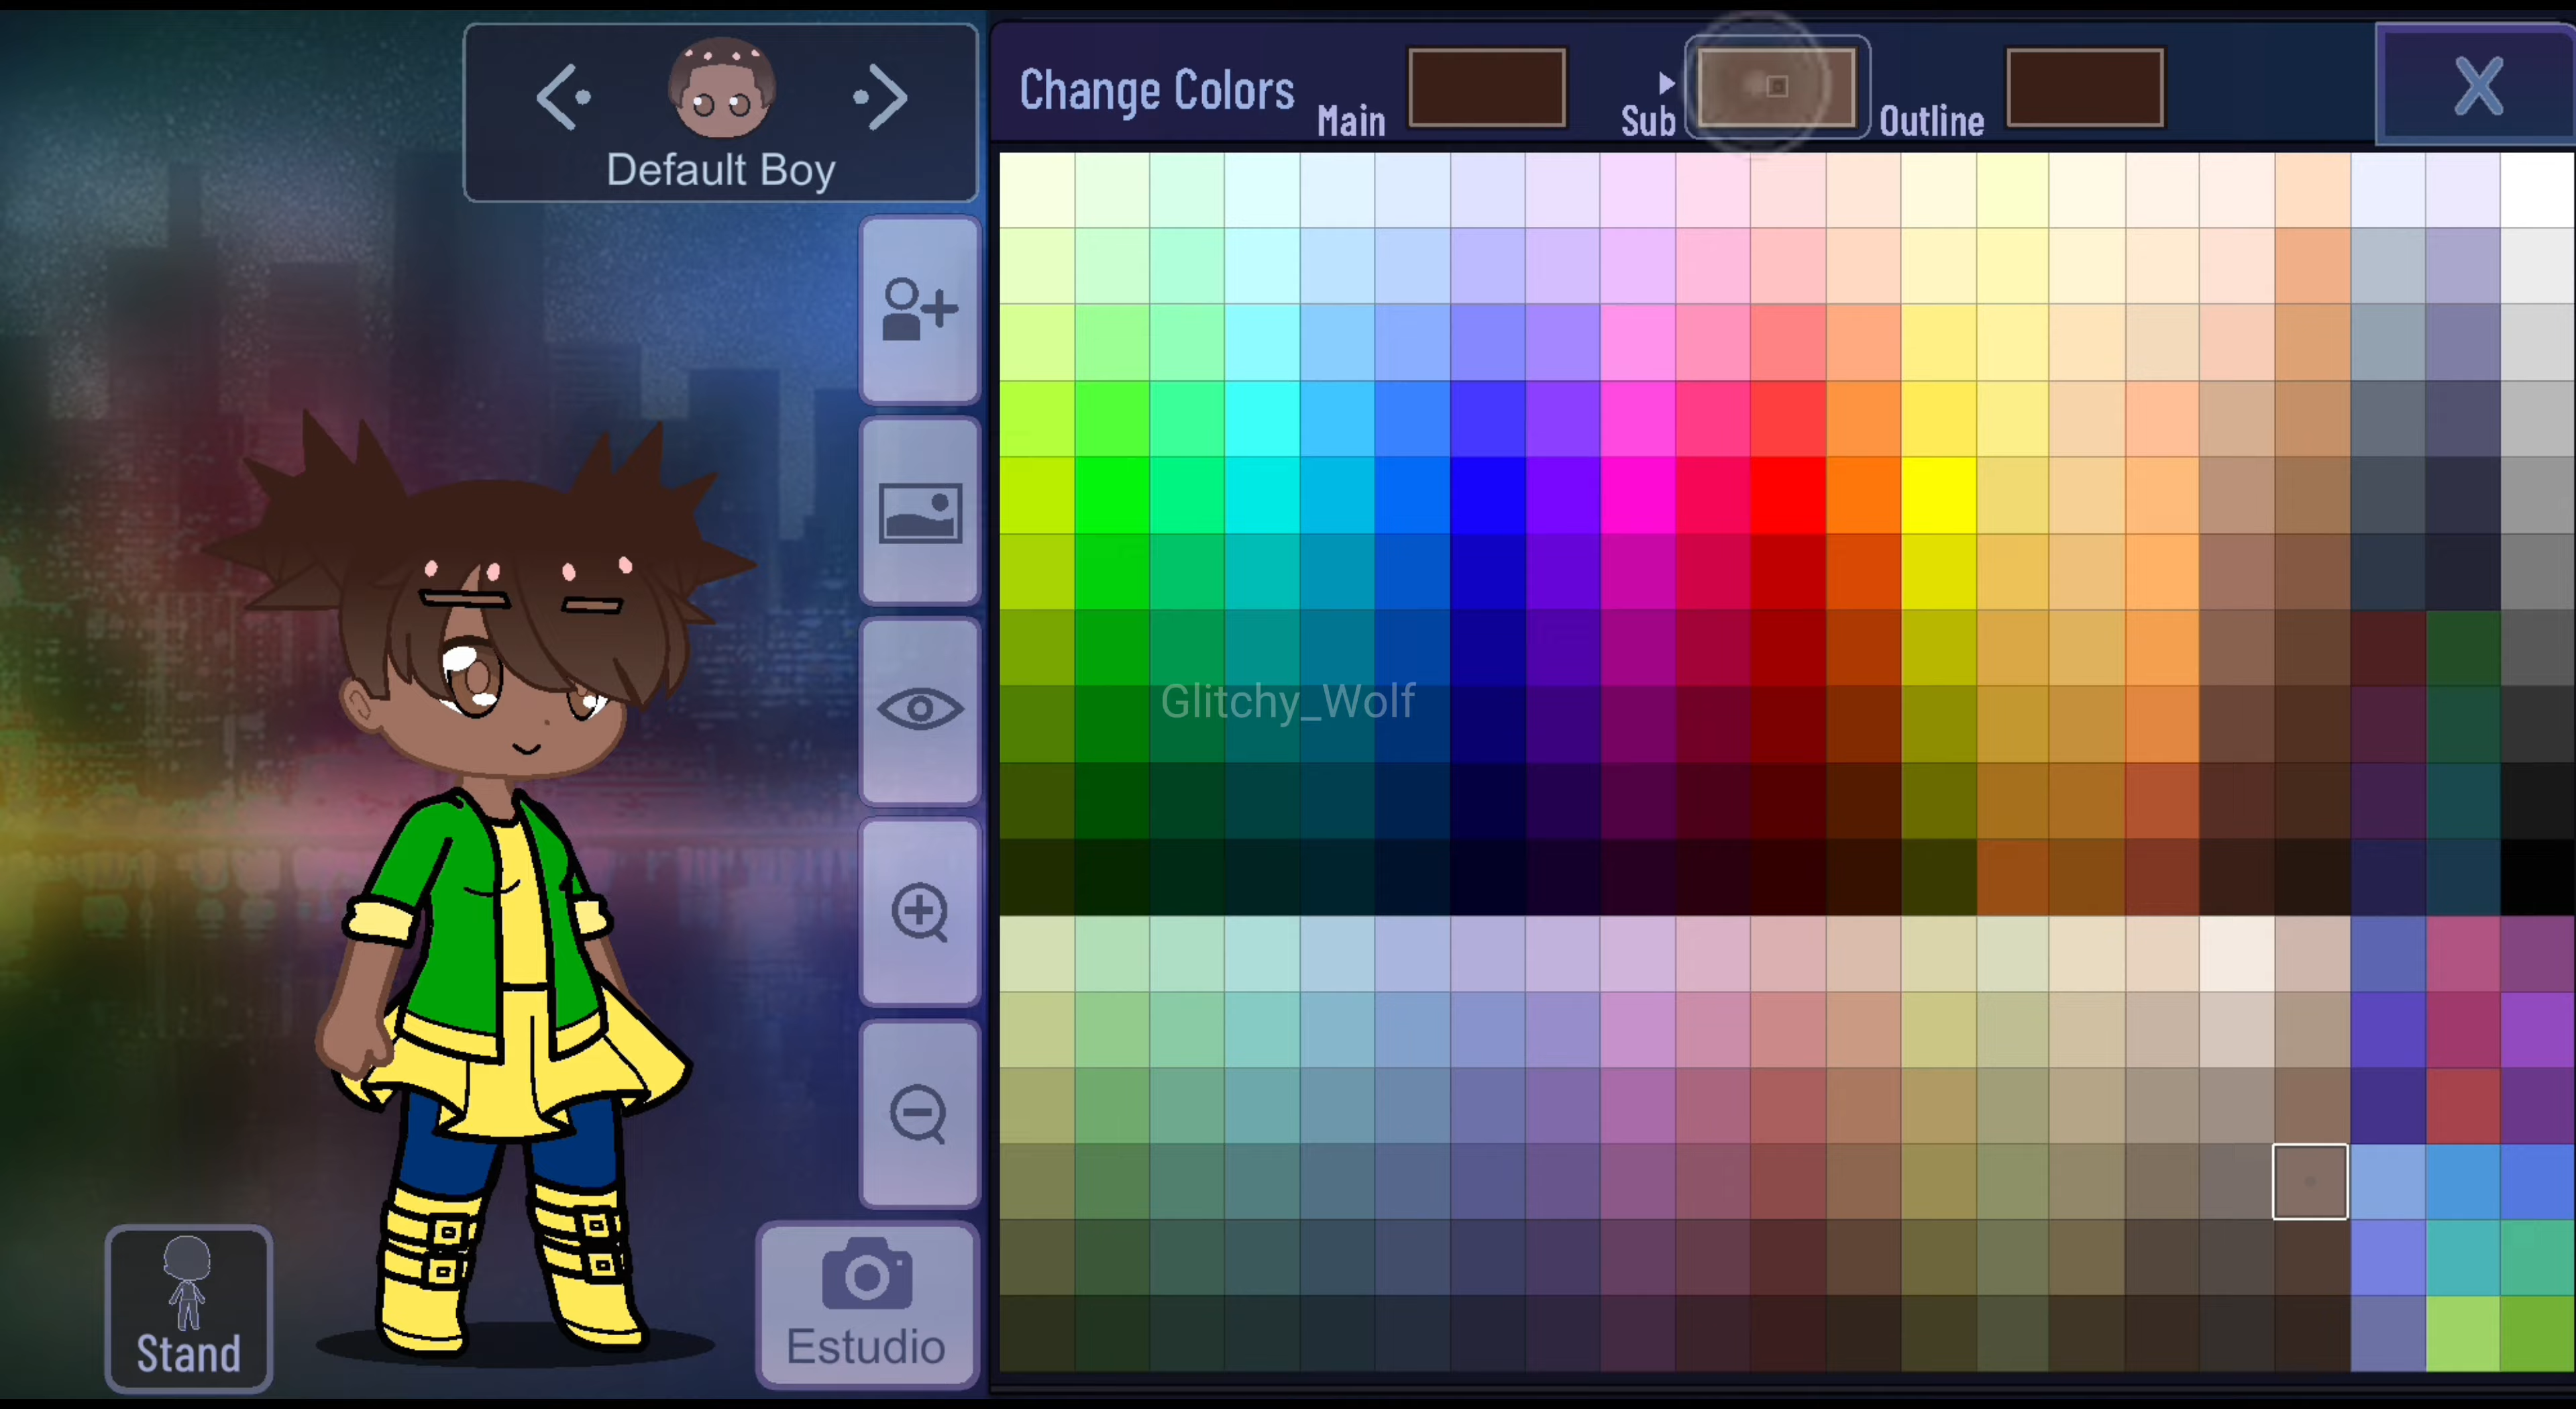 Default Boy
Change Colors
Main
Sub
Outline
Glitchy_Wolf
Stand
Estudio